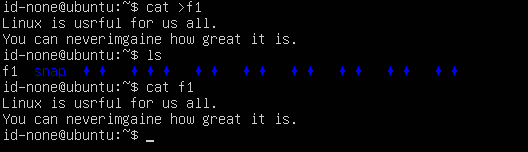 id-none@ubuntu:~$ cat >f1
Linux is usrful for us all.
You can neverimgaine how great it is.
id-none@ubuntu:~$ ls
f1 snap
id-none@ubuntu:~$ cat f1
Linux is usrful for us all.
You can neverimgaine how great it is.
id-none@ubuntu:~$ _